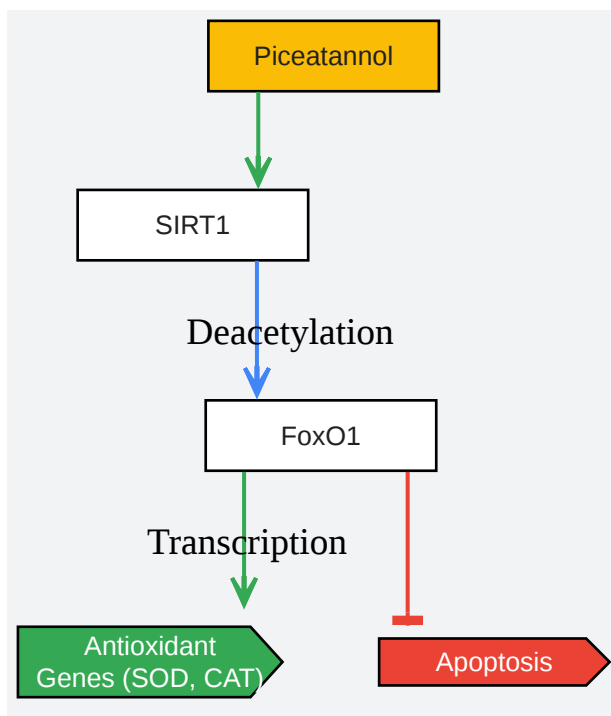 Piceatannol
SIRT1
Deacetylation
FoxO1
Transcription
Antioxidant
Genes (SOD, CAT)
Apoptosis